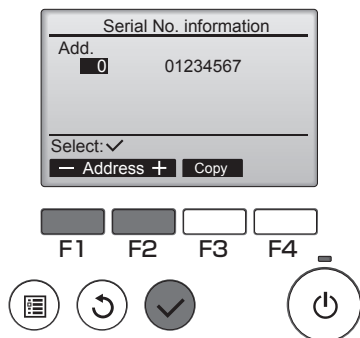 Serial No. information
Add.
0 01234567
Select:✓
− Address + Copy
F1 F2 F3 F4